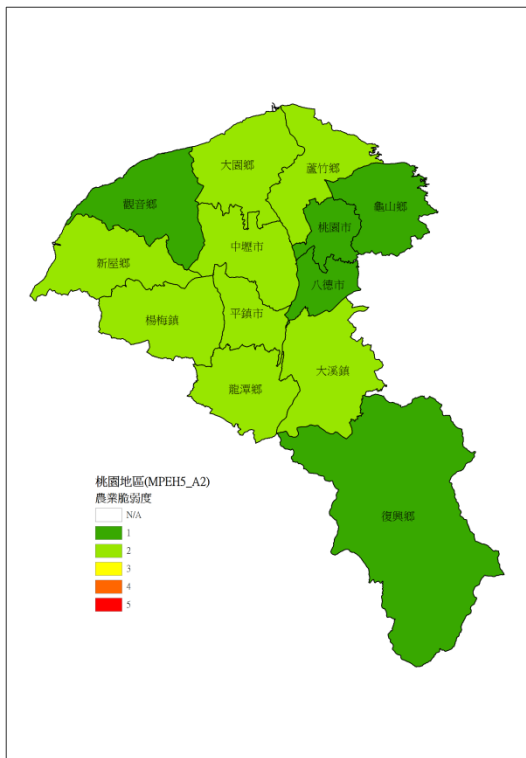 大園鄉
蘆竹鄉
觀音鄉
龜山鄉
桃園市
中壢市
新屋鄉
八德市
楊梅鎮
平鎮市
大溪鎮
龍潭鄉
復興鄉
桃園地區(MPEH5_A2)
農業脆弱度
N/A
1
2
3
4
5